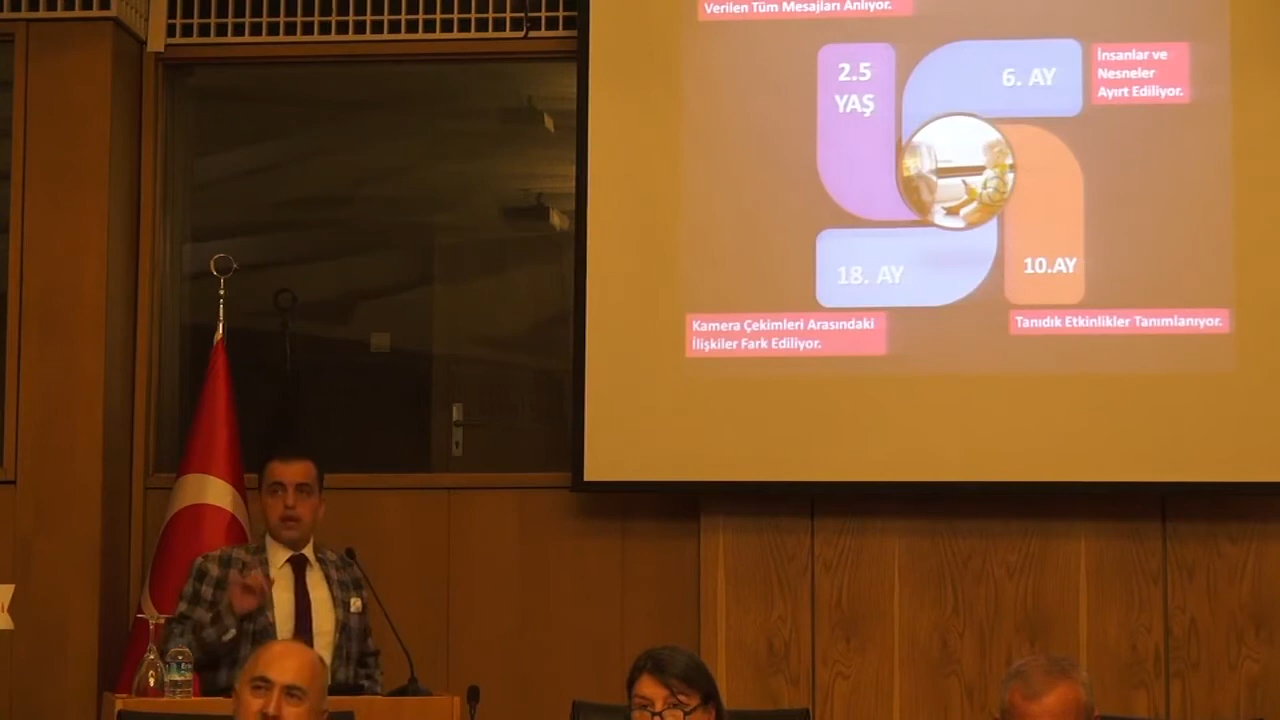 Verilen Tüm Mesajları Anlıyor.
2.5
YAŞ
6. AY
İnsanlar ve
Nesneler
Ayırt Ediliyor.
18. AY
10.AY
Kamera Çekimleri Arasındaki
İlişkiler Fark Ediliyor.
Tanıdık Etkinlikler Tanımlanıyor.